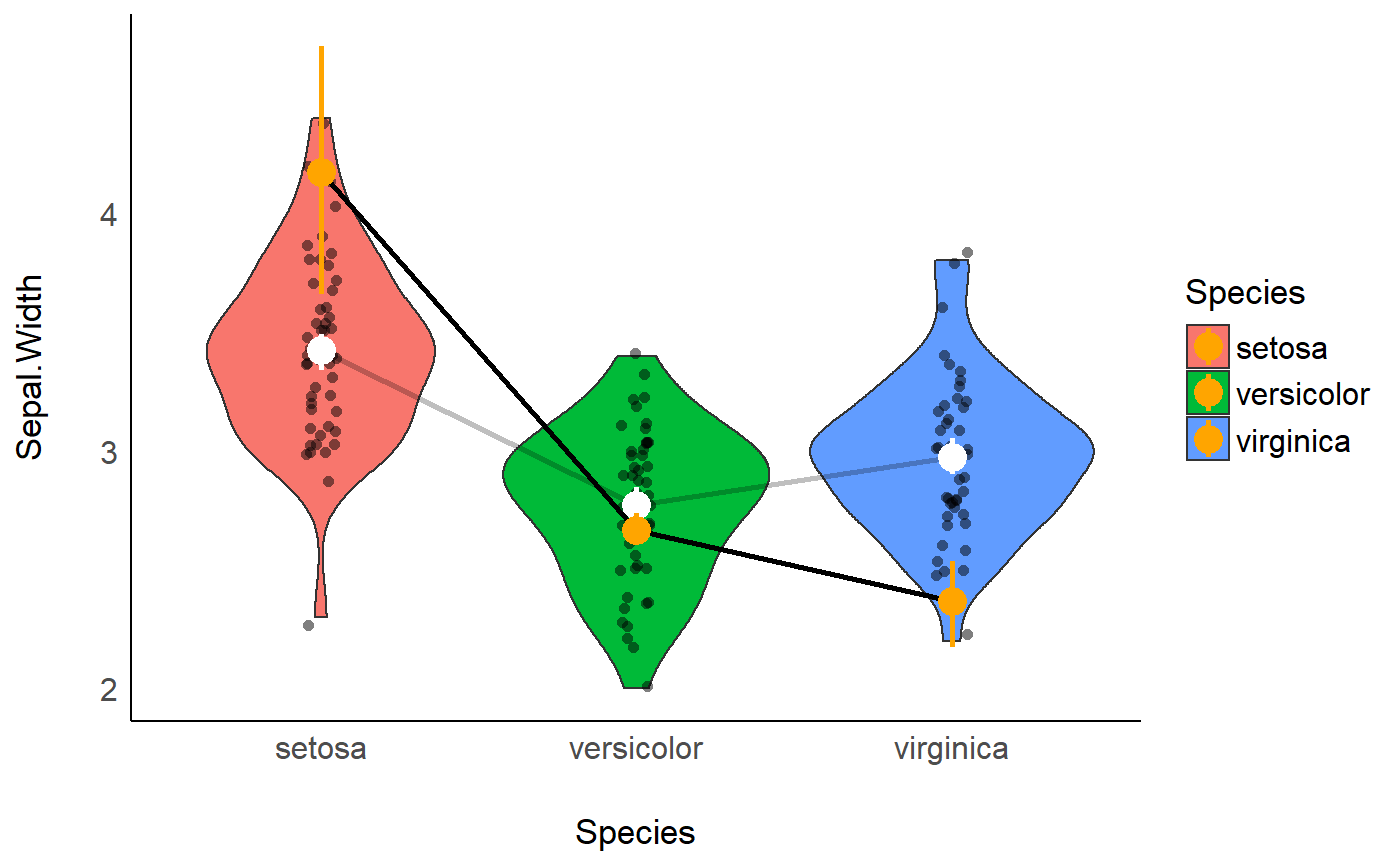 Sepal.Width
4
3
2
setosa
versicolor
virginica
Species
Species
setosa
versicolor
virginica